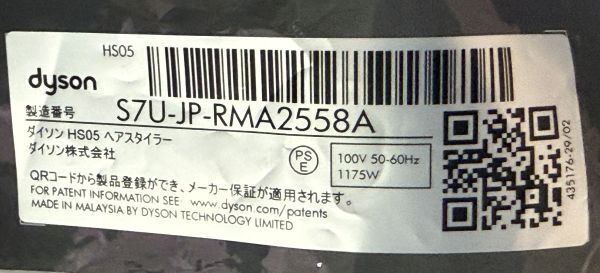 HS05
dyson
製造番号 S7U-JP-RMA2558A
ダイソン HS05 ヘアスタイラー
ダイソン株式会社
PS
E
100V 50-60Hz
1175W
QRコードから製品登録ができ、メーカー保証が適用されます。
FOR PATENT INFORMATION SEE www.dyson.com/patents
MADE IN MALAYSIA BY DYSON TECHNOLOGY LIMITED
435176-29/02